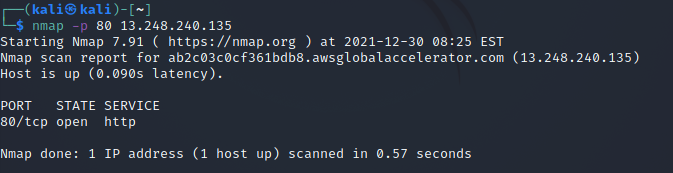 ┌──(kali㉿kali)-[~]
└─$ nmap -p 80 13.248.240.135
Starting Nmap 7.91 ( https://nmap.org ) at 2021-12-30 08:25 EST
Nmap scan report for ab2c03c0cf361bdb8.awsglobalaccelerator.com (13.248.240.135)
Host is up (0.090s latency).

PORT   STATE SERVICE
80/tcp open  http

Nmap done: 1 IP address (1 host up) scanned in 0.57 seconds